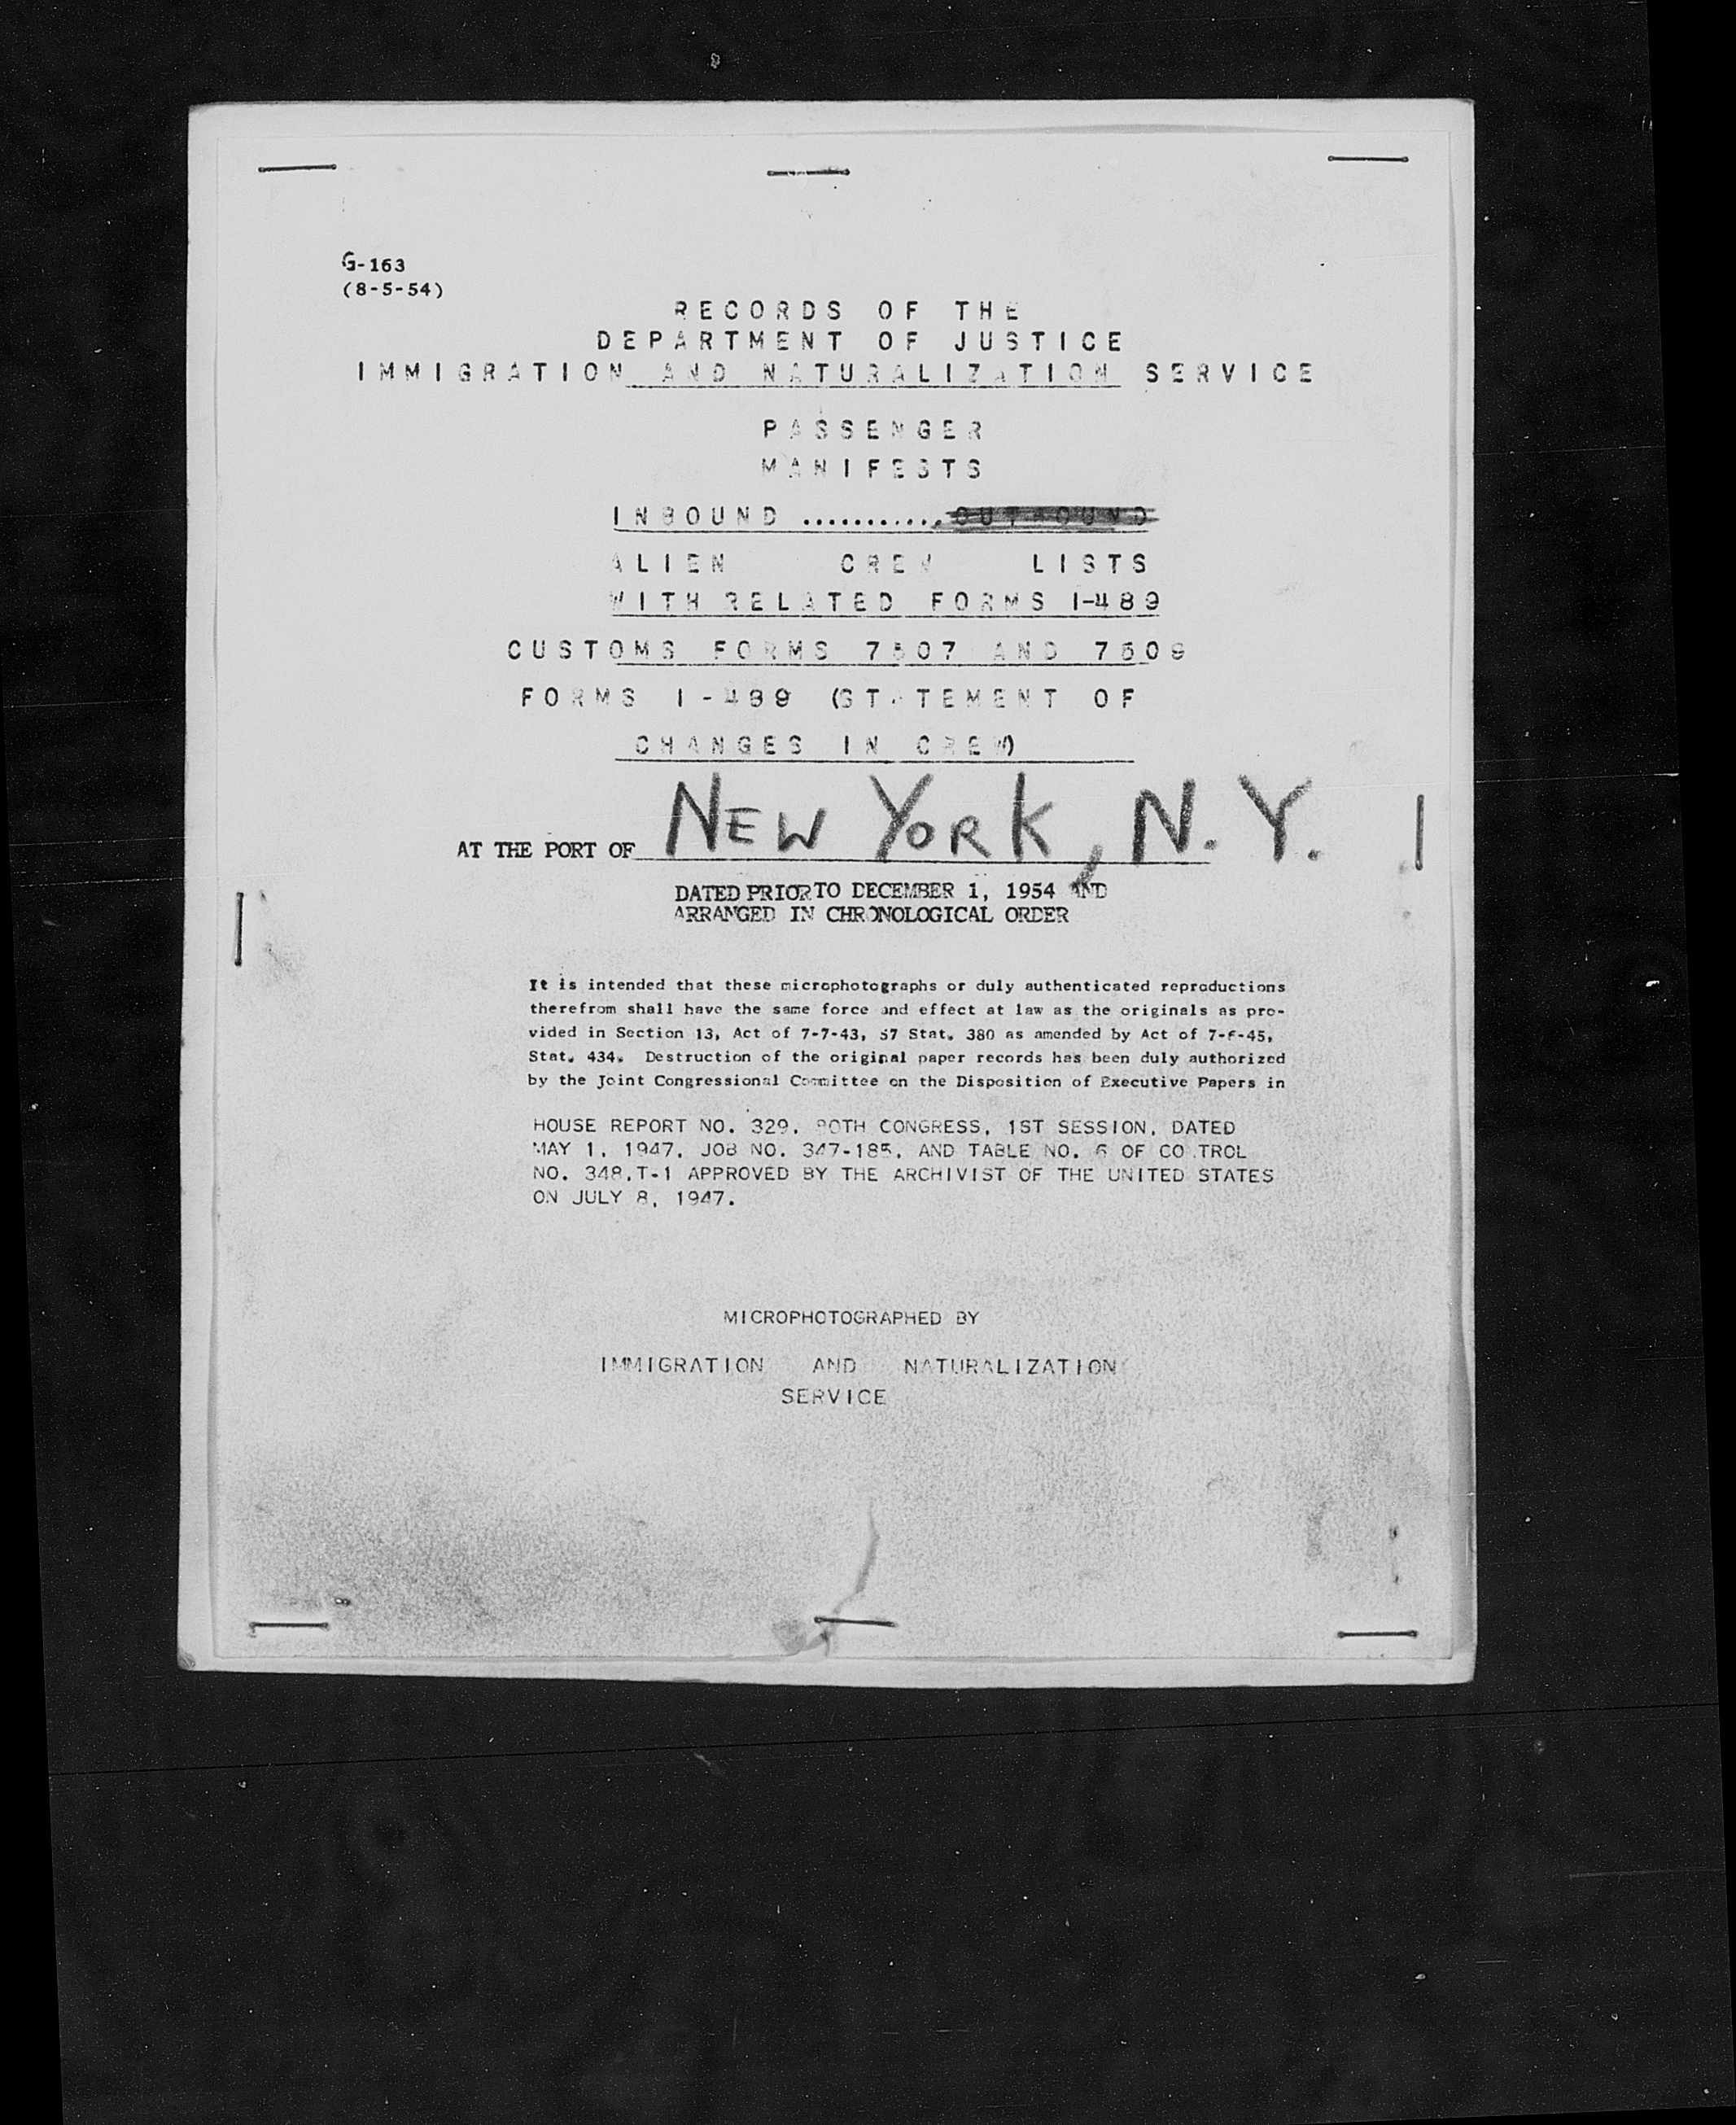 G-163
(8-5-54)
RECORDS OF THE
DEPARTMENT OF JUSTICE
IMMIGRATION AND NATURALIZATION SERVICE
PASSENGER
MANIFESTS
INBOUND ........... OUTBOUND
ALIEN CREW LISTS
WITH RELATED FORMS I-489
CUSTOMS FORMS 7507 AND 7509
FORMS I-489 (STATEMENT OF
CHANGES IN CREW)
AT THE PORT OF NEW YORK, N.Y.
DATED PRIOR TO DECEMBER 1, 1954 AND
ARRANGED IN CHRONOLOGICAL ORDER
It is intended that these microphotographs or duly authenticated reproductions
therefrom shall have the same force and effect at law as the originals as pro-
vided in Section 13, Act of 7-7-43, 57 Stat. 380 as amended by Act of 7-6-45,
Stat. 434. Destruction of the original paper records has been duly authorized
by the Joint Congressional Committee on the Disposition of Executive Papers in
HOUSE REPORT NO. 329, 80TH CONGRESS, 1ST SESSION, DATED
MAY 1, 1947, JOB NO. 347-185, AND TABLE NO. 6 OF CO TROL
NO. 348.T-1 APPROVED BY THE ARCHIVIST OF THE UNITED STATES
ON JULY 8, 1947.
MICROPHOTOGRAPHED BY
IMMIGRATION AND NATURALIZATION
SERVICE